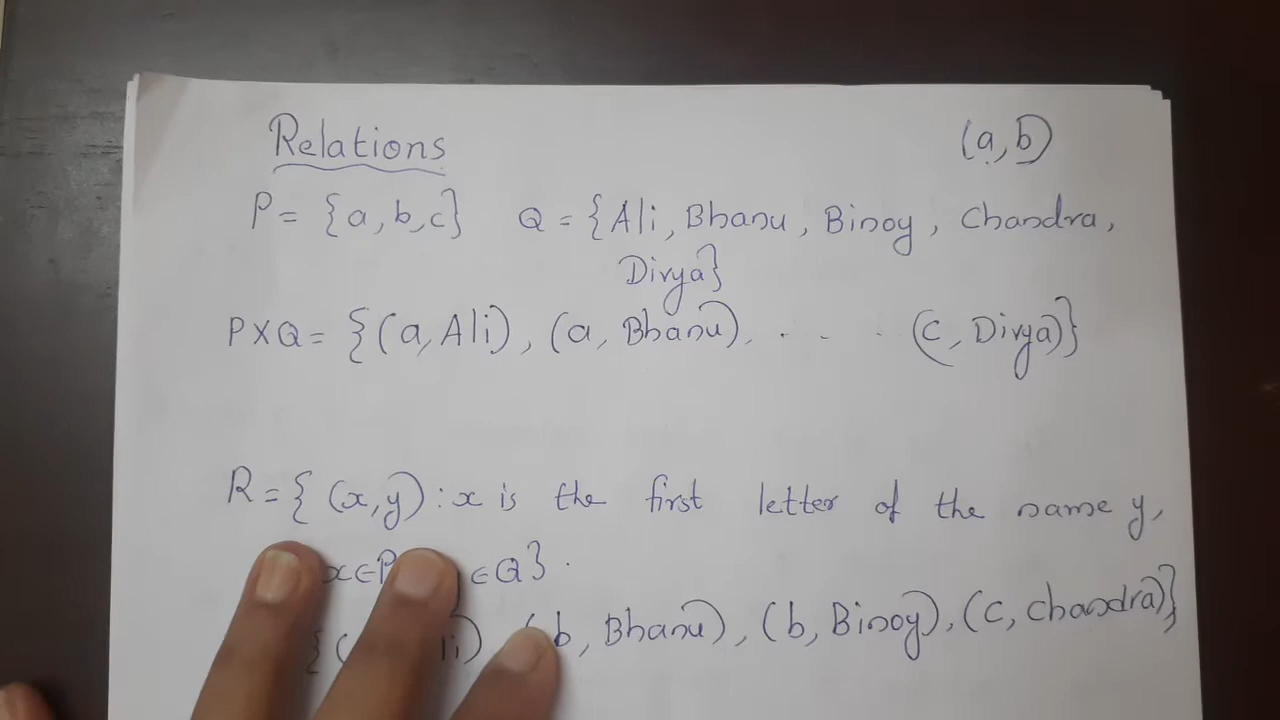 Relations (a,b)
P = {a, b, c} Q = {Ali, Bhanu, Binoy, Chandra,
Divya}
P X Q = {(a, Ali), (a, Bhanu), . . . (c, Divya)}
R = { (x,y) : x is the first letter of the name y,
x∈P ∈Q}.
{( li) (b, Bhanu), (b, Binoy), (c, Chandra)}